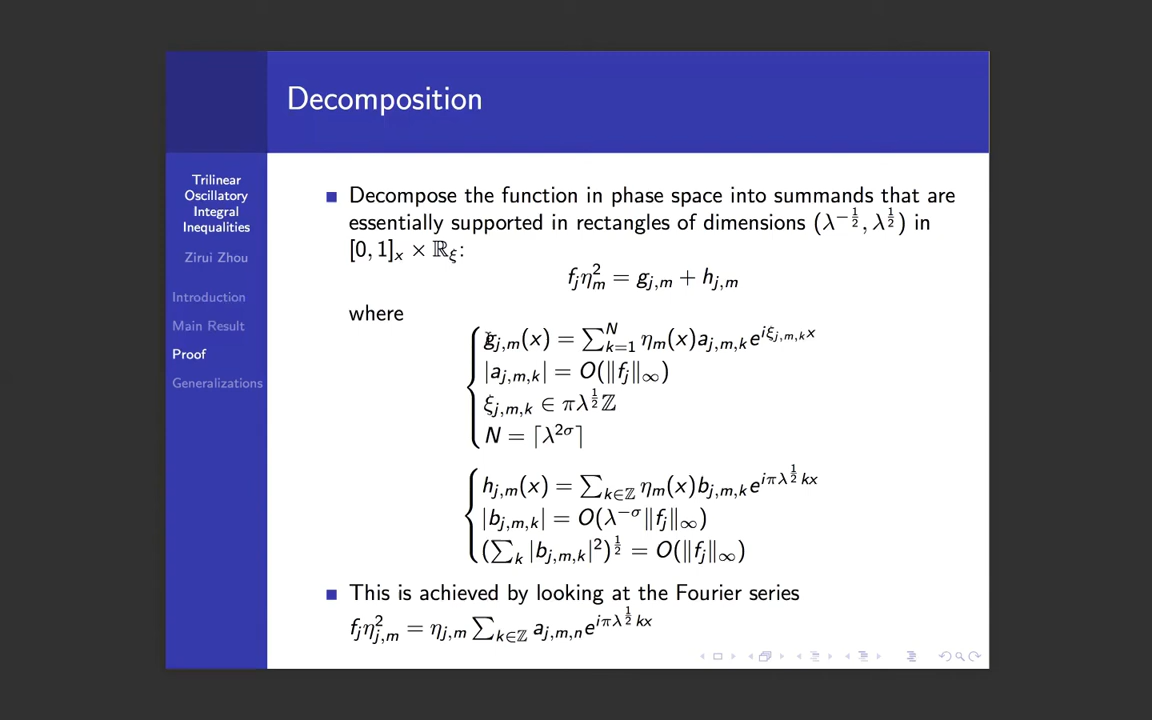 Decomposition
Trilinear
Oscillatory
Integral
Inequalities
Zirui Zhou
Introduction
Main Result
Proof
Generalizations
Decompose the function in phase space into summands that are
essentially supported in rectangles of dimensions (λ^{-1/2}, λ^{1/2}) in
[0, 1]_x × ℝ_ξ:
f_j η_m^2 = g_{j,m} + h_{j,m}
where
g_{j,m}(x) = ∑_{k=1}^N η_m(x) a_{j,m,k} e^{iξ_{j,m,k} x}
|a_{j,m,k}| = O(‖f_j‖_∞)
ξ_{j,m,k} ∈ πλ^{1/2} ℤ
N = ⌈λ^{2σ}⌉
h_{j,m}(x) = ∑_{k∈ℤ} η_m(x) b_{j,m,k} e^{iπλ^{1/2} kx}
|b_{j,m,k}| = O(λ^{-σ} ‖f_j‖_∞)
(∑_k |b_{j,m,k}|^2)^{1/2} = O(‖f_j‖_∞)
This is achieved by looking at the Fourier series
f_j η_{j,m}^2 = η_{j,m} ∑_{k∈ℤ} a_{j,m,n} e^{iπλ^{1/2} kx}